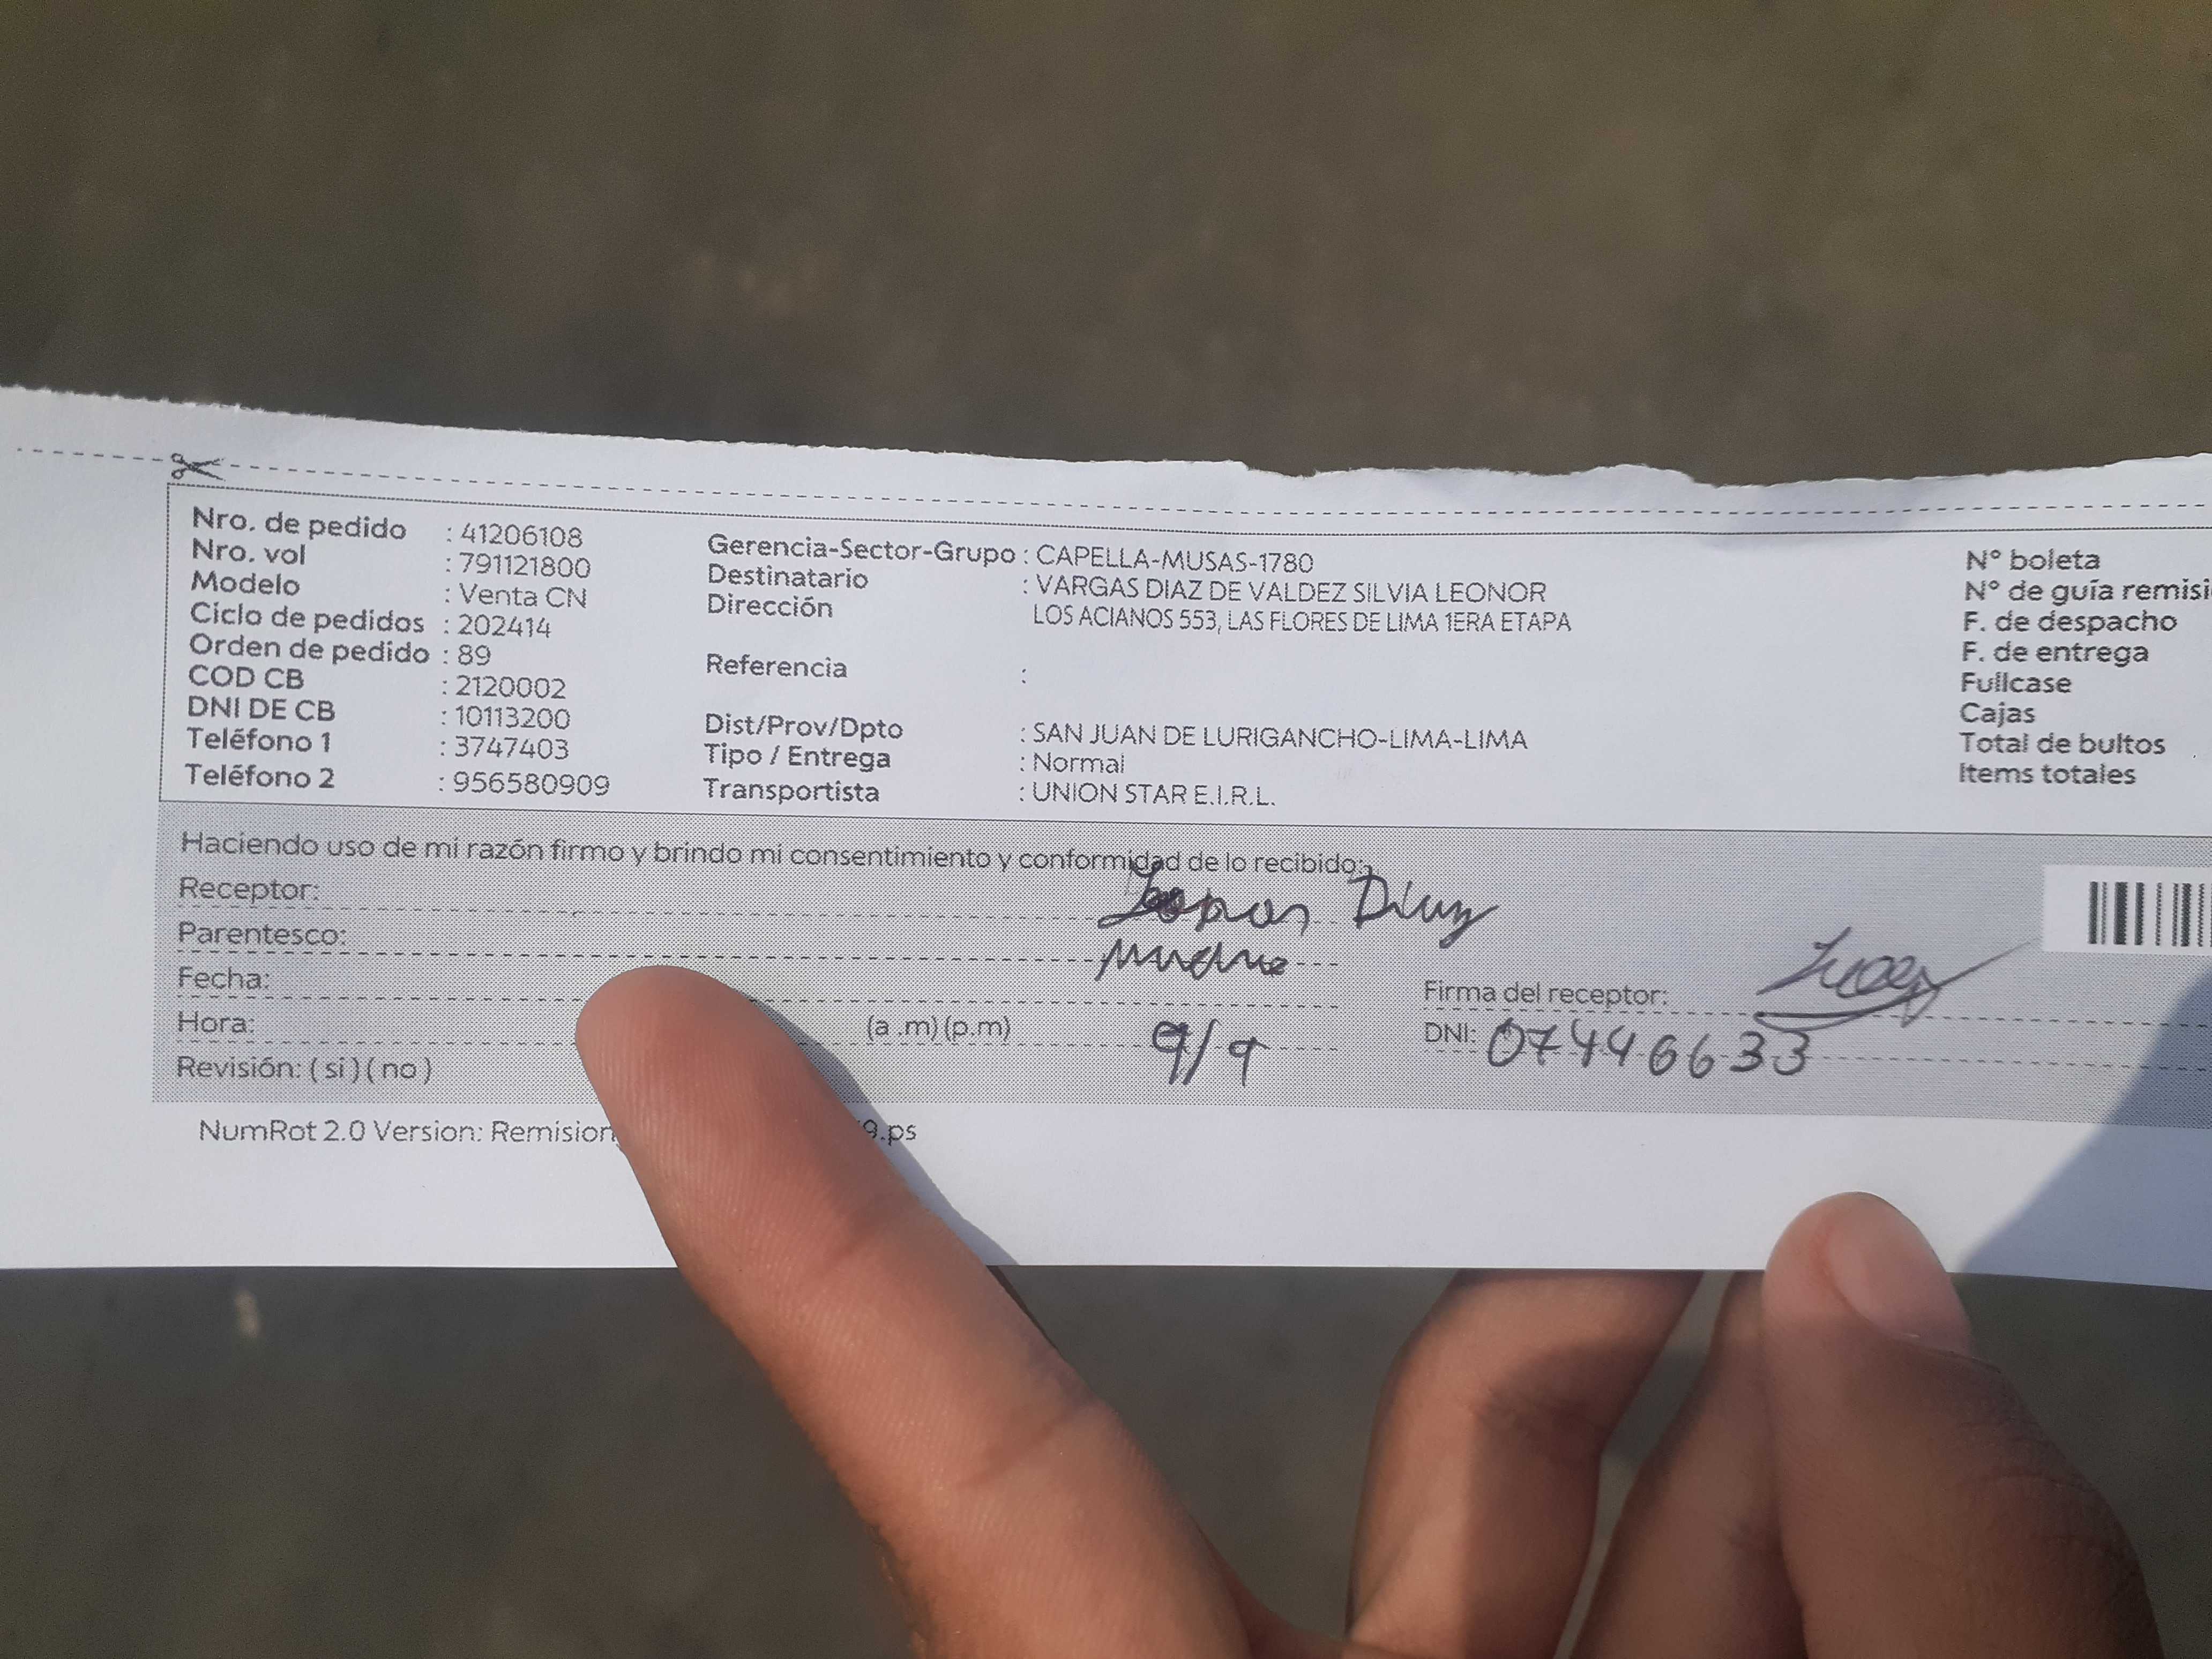 Nro. de pedido : 41206108
Nro. vol : 791121800
Modelo : Venta CN
Ciclo de pedidos : 202414
Orden de pedido : 89
COD CB : 2120002
DNI DE CB : 10113200
Teléfono 1 : 3747403
Teléfono 2 : 956580909
Gerencia-Sector-Grupo : CAPELLA-MUSAS-1780
Destinatario : VARGAS DIAZ DE VALDEZ SILVIA LEONOR
Dirección LOS ACIANOS 553, LAS FLORES DE LIMA 1ERA ETAPA
Referencia :
Dist/Prov/Dpto : SAN JUAN DE LURIGANCHO-LIMA-LIMA
Tipo / Entrega : Normal
Transportista : UNION STAR E.I.R.L.
N° boleta
N° de guía remisi
F. de despacho
F. de entrega
Fullcase
Cajas
Total de bultos
Items totales
Haciendo uso de mi razón firmo y brindo mi consentimiento y conformidad de lo recibido:
Receptor: Diaz
Parentesco: Madre
Fecha:
Hora: (a .m) (p.m) 9/9
Revisión: ( si ) ( no )
Firma del receptor:
DNI: 07446633
NumRot 2.0 Version: Remision 9.ps